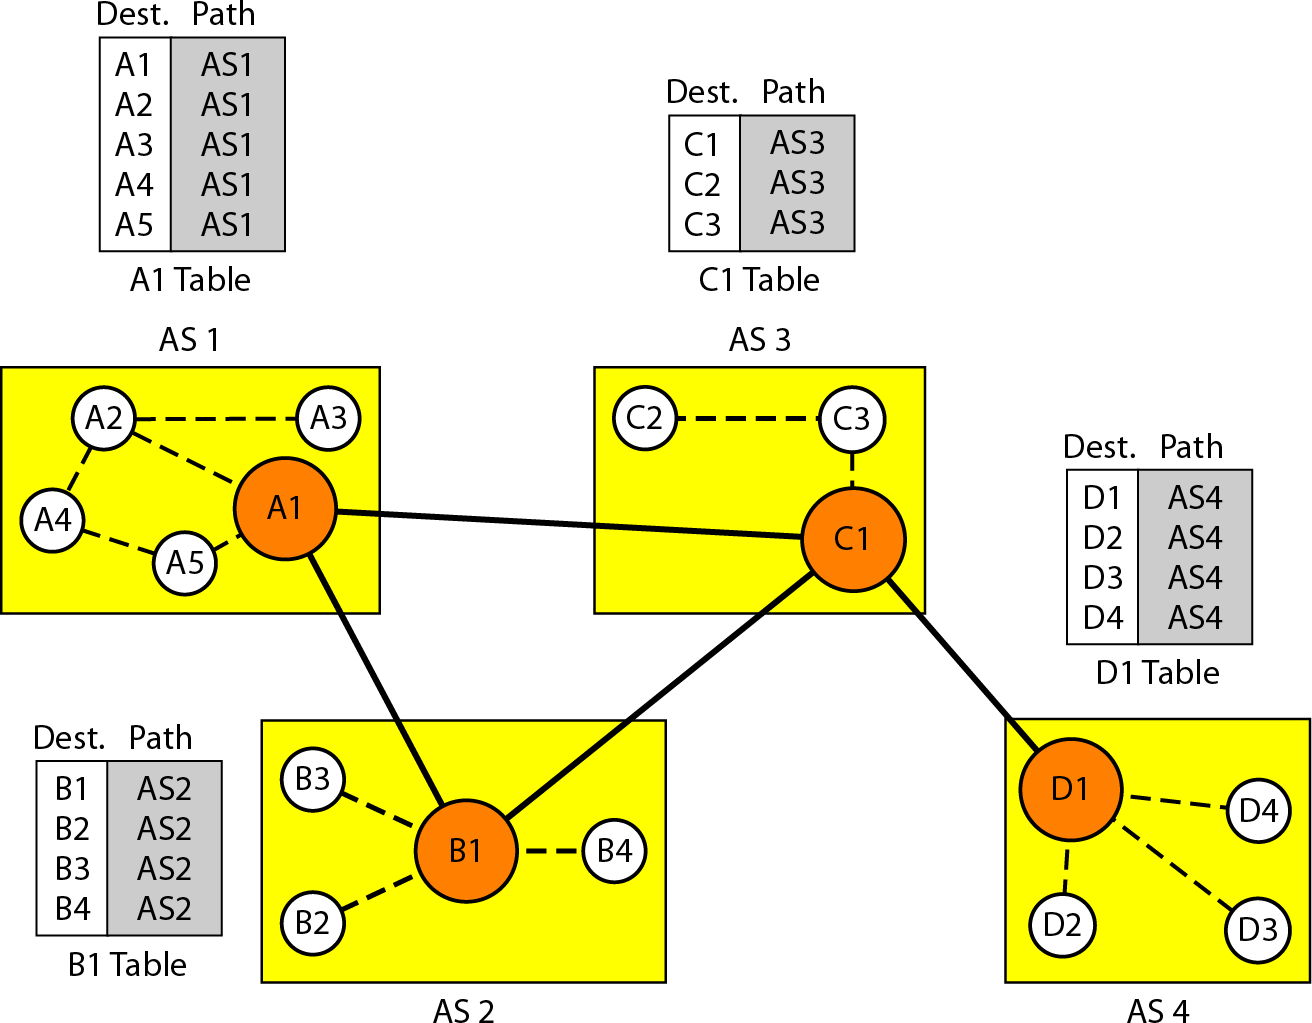 Dest. Path
A1 AS1
A2 AS1
A3 AS1
A4 AS1
A5 AS1
A1 Table
Dest. Path
C1 AS3
C2 AS3
C3 AS3
C1 Table
AS 1
A2
A3
A1
A4
A5
AS 3
C2
C3
C1
Dest. Path
D1 AS4
D2 AS4
D3 AS4
D4 AS4
D1 Table
Dest. Path
B1 AS2
B2 AS2
B3 AS2
B4 AS2
B1 Table
B3
B1
B4
B2
AS 2
D1
D4
D2
D3
AS 4